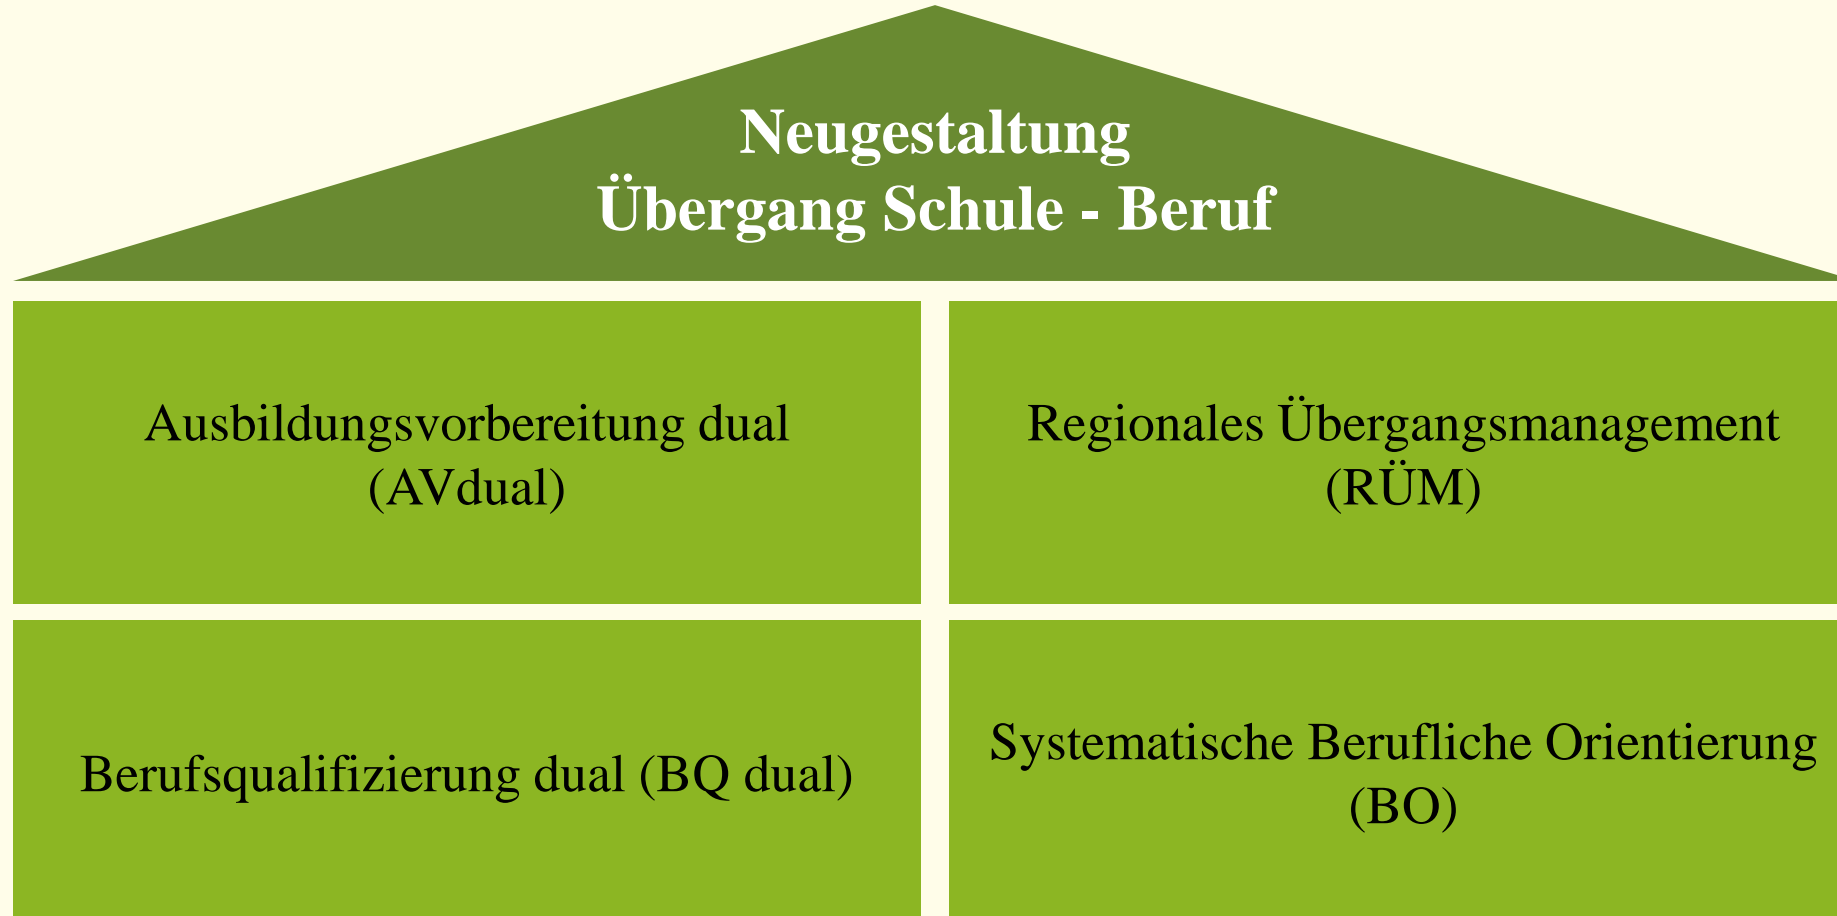 Neugestaltung
Übergang Schule - Beruf
Ausbildungsvorbereitung dual
(AVdual)
Regionales Übergangsmanagement
(RÜM)
Berufsqualifizierung dual (BQ dual)
Systematische Berufliche Orientierung
(BO)